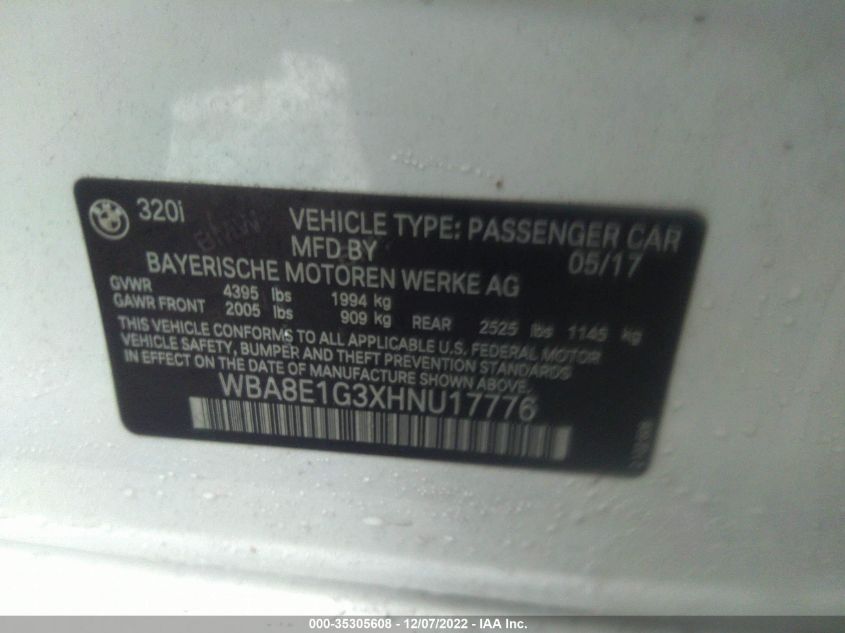 320i
BMW
VEHICLE TYPE: PASSENGER CAR
MFD BY 05/17
BAYERISCHE MOTOREN WERKE AG
GVWR 4395 lbs 1994 kg
GAWR FRONT 2005 lbs 909 kg REAR 2525 lbs 1145 kg
THIS VEHICLE CONFORMS TO ALL APPLICABLE U.S. FEDERAL MOTOR
VEHICLE SAFETY, BUMPER AND THEFT PREVENTION STANDARDS
IN EFFECT ON THE DATE OF MANUFACTURE SHOWN ABOVE.
WBA8E1G3XHNU17776
000-35305608 - 12/07/2022 - IAA Inc.